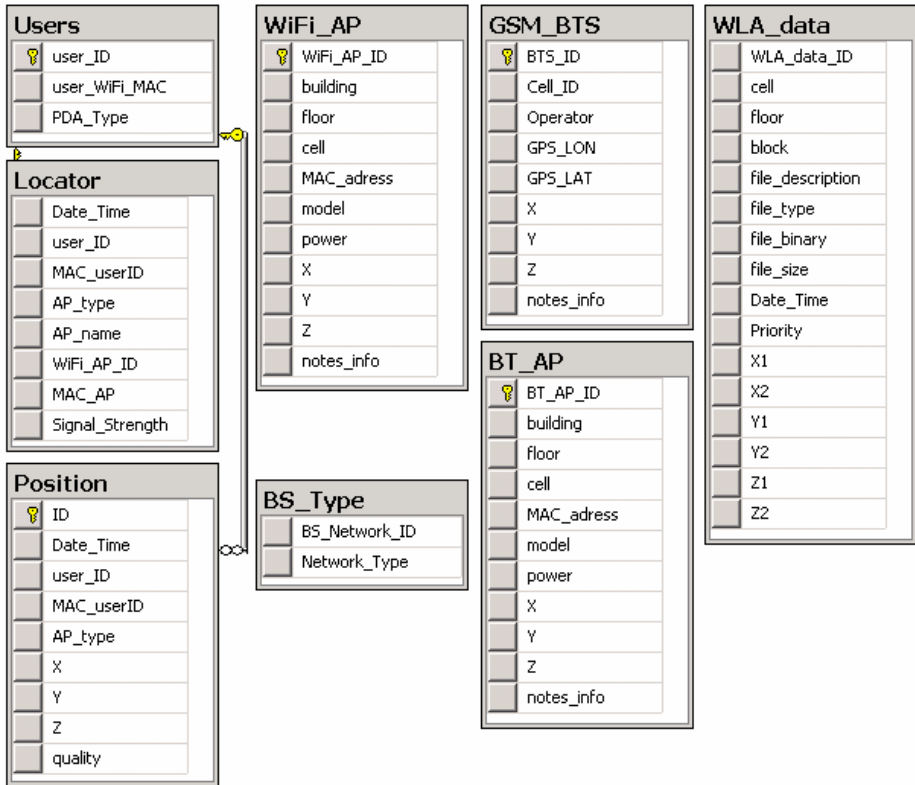 Users
user_ID
user_WiFi_MAC
PDA_Type
Locator
Date_Time
user_ID
MAC_userID
AP_type
AP_name
WiFi_AP_ID
MAC_AP
Signal_Strength
Position
ID
Date_Time
user_ID
MAC_userID
AP_type
X
Y
Z
quality
WiFi_AP
WiFi_AP_ID
building
floor
cell
MAC_adress
model
power
X
Y
Z
notes_info
BS_Type
BS_Network_ID
Network_Type
GSM_BTS
BTS_ID
Cell_ID
Operator
GPS_LON
GPS_LAT
X
Y
Z
notes_info
BT_AP
BT_AP_ID
building
floor
cell
MAC_adress
model
power
X
Y
Z
notes_info
WLA_data
WLA_data_ID
cell
floor
block
file_description
file_type
file_binary
file_size
Date_Time
Priority
X1
X2
Y1
Y2
Z1
Z2